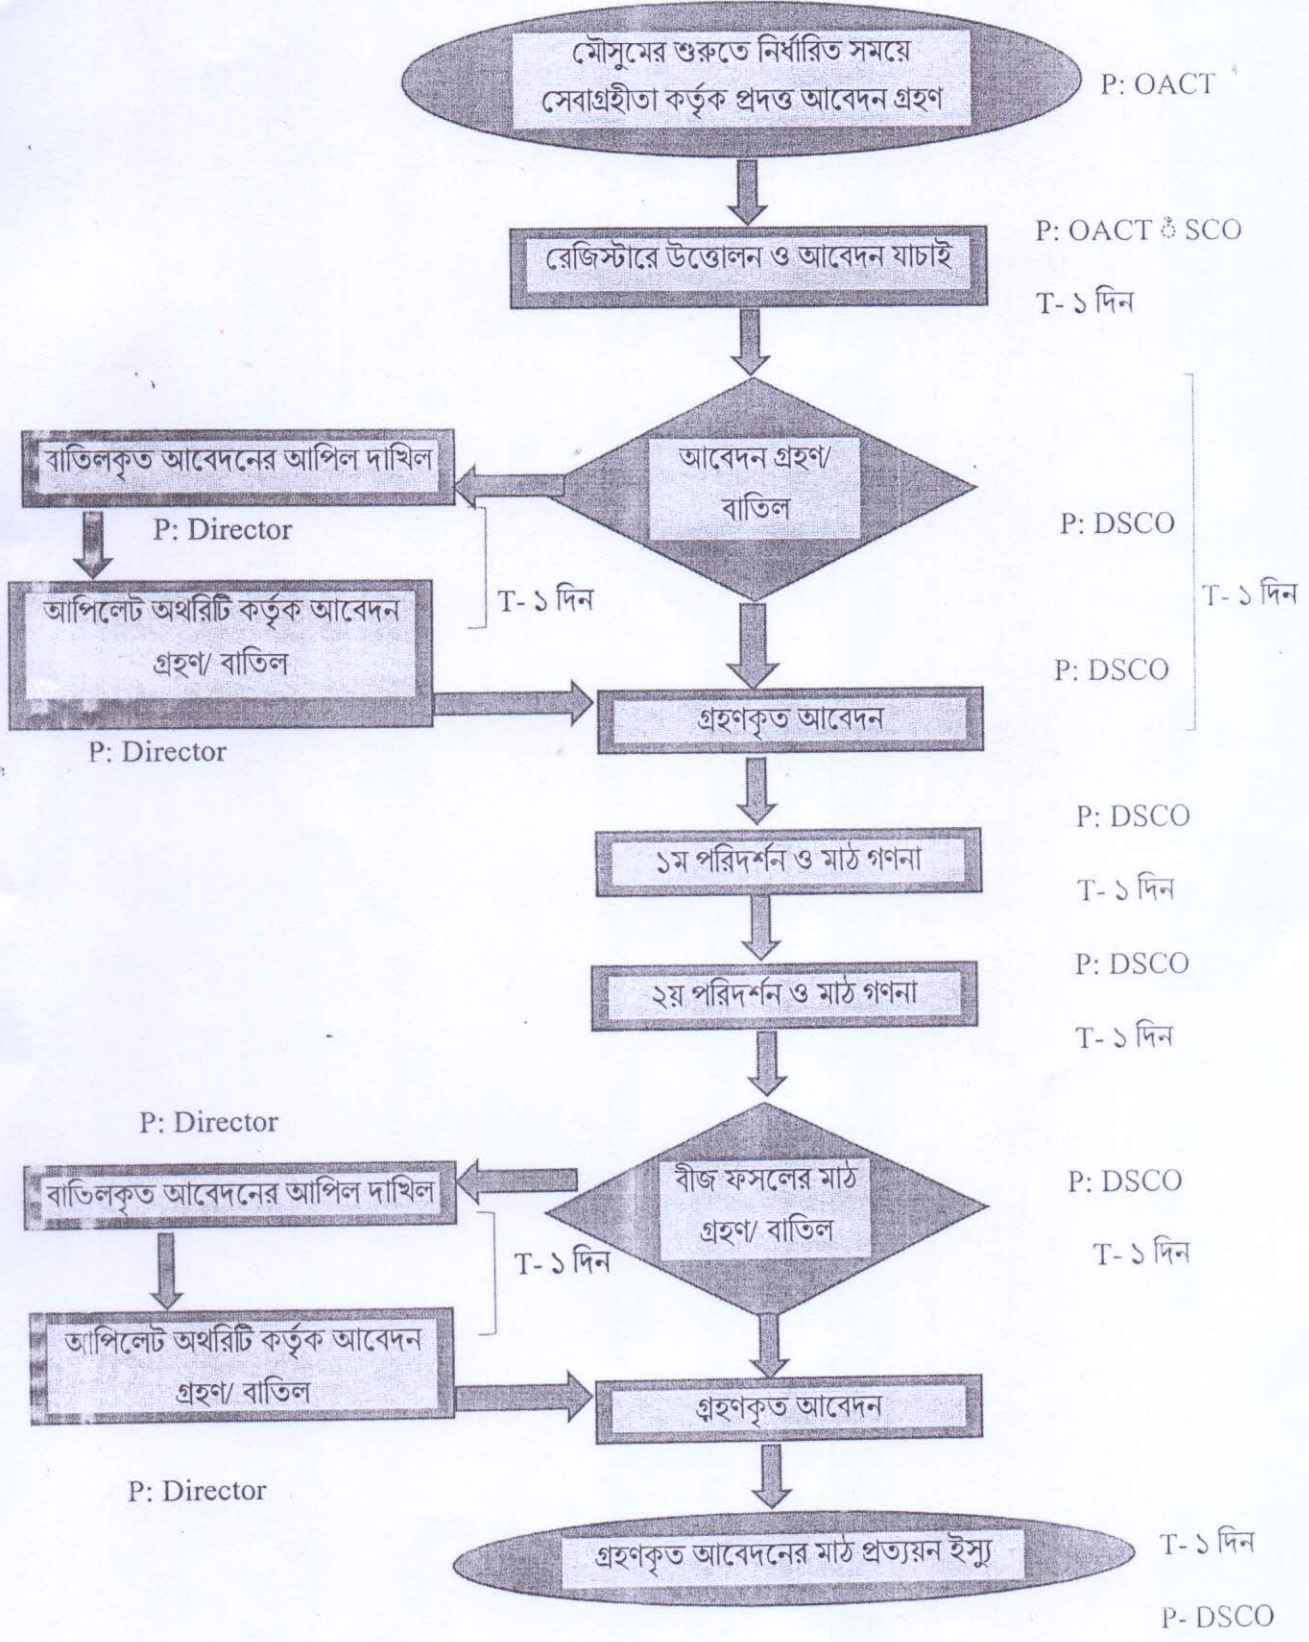 মৌসুমের শুরুতে নির্ধারিত সময়ে
সেবাগ্রহীতা কর্তৃক প্রদত্ত আবেদন গ্রহণ
P: OACT
রেজিস্টারে উত্তোলন ও আবেদন যাচাই
P: OACT ঁ SCO
T- ১ দিন
আবেদন গ্রহণ/
বাতিল
P: DSCO
T- ১ দিন
বাতিলকৃত আবেদনের আপিল দাখিল
P: Director
T- ১ দিন
আপিলেট অথরিটি কর্তৃক আবেদন
গ্রহণ/ বাতিল
P: Director
P: DSCO
গ্রহণকৃত আবেদন
১ম পরিদর্শন ও মাঠ গণনা
P: DSCO
T- ১ দিন
২য় পরিদর্শন ও মাঠ গণনা
P: DSCO
T- ১ দিন
বীজ ফসলের মাঠ
গ্রহণ/ বাতিল
P: DSCO
T- ১ দিন
P: Director
বাতিলকৃত আবেদনের আপিল দাখিল
T- ১ দিন
আপিলেট অথরিটি কর্তৃক আবেদন
গ্রহণ/ বাতিল
P: Director
গ্রহণকৃত আবেদন
গ্রহণকৃত আবেদনের মাঠ প্রত্যয়ন ইস্যু
T- ১ দিন
P- DSCO